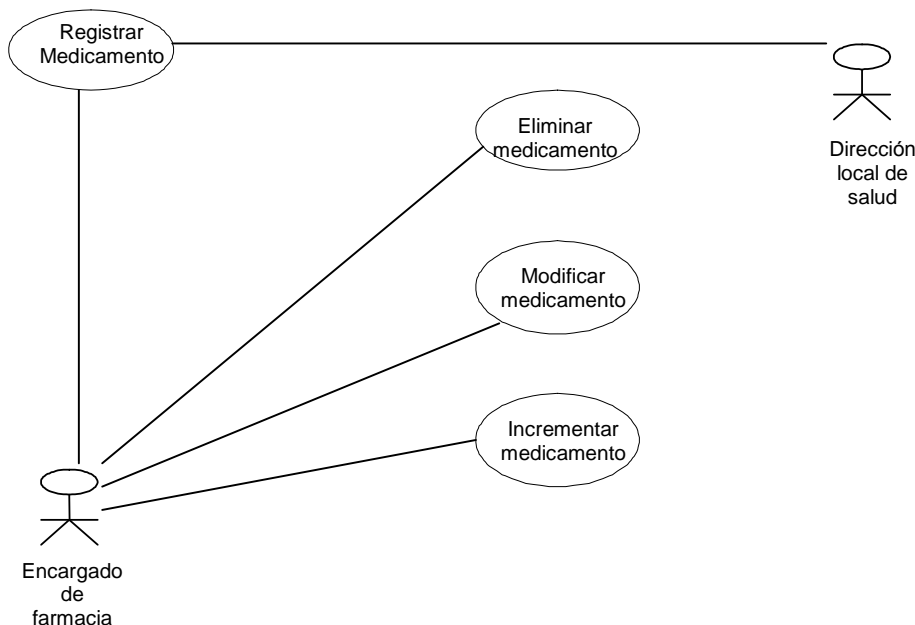 Registrar
Medicamento
Eliminar
medicamento
Dirección
local de
salud
Modificar
medicamento
Incrementar
medicamento
Encargado
de
farmacia